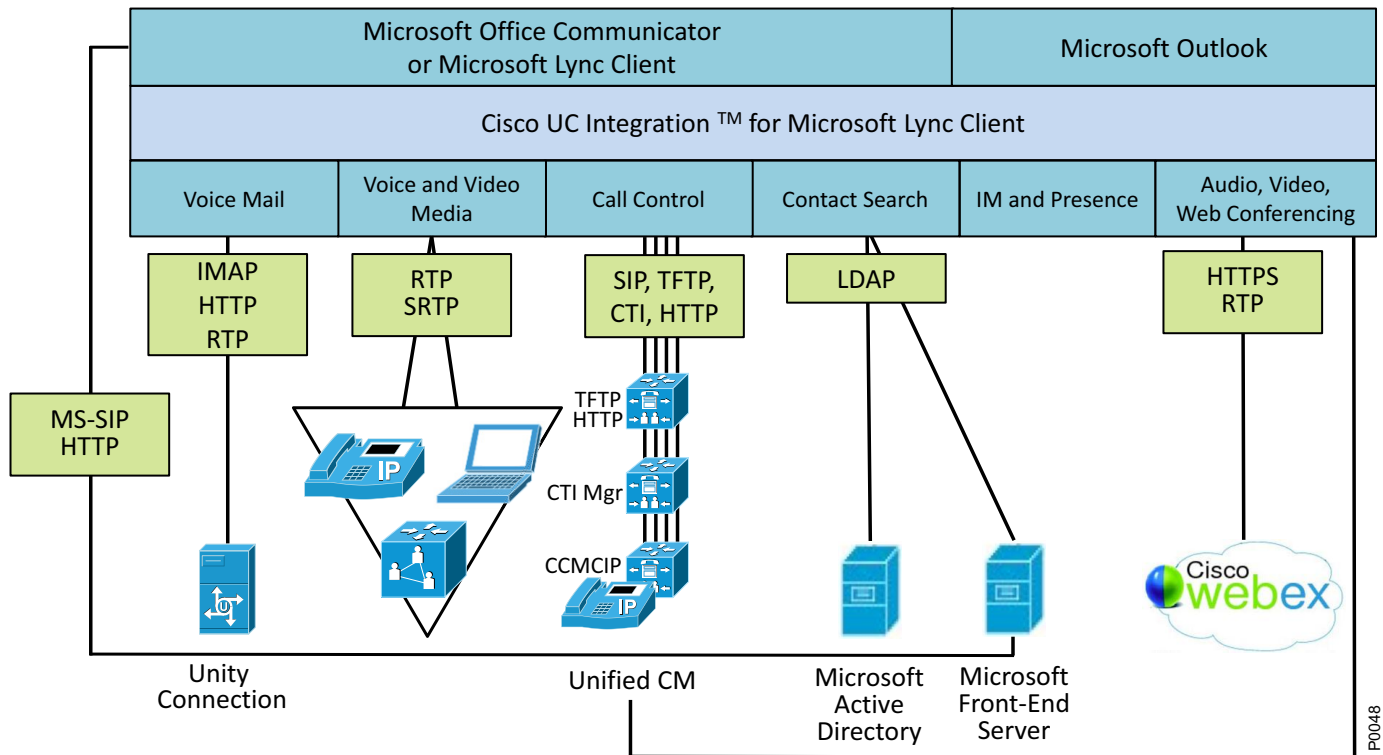 Microsoft Office Communicator
or Microsoft Lync Client
Microsoft Outlook
Cisco UC Integration ™ for Microsoft Lync Client
Voice Mail
Voice and Video
Media
Call Control
Contact Search
IM and Presence
Audio, Video,
Web Conferencing
IMAP
HTTP
RTP
RTP
SRTP
SIP, TFTP,
CTI, HTTP
LDAP
HTTPS
RTP
MS-SIP
HTTP
TFTP
HTTP
IP
CTI Mgr
CCMCIP
IP
U
Cisco
webex
Unity
Connection
Unified CM
Microsoft
Active
Directory
Microsoft
Front-End
Server
P0048